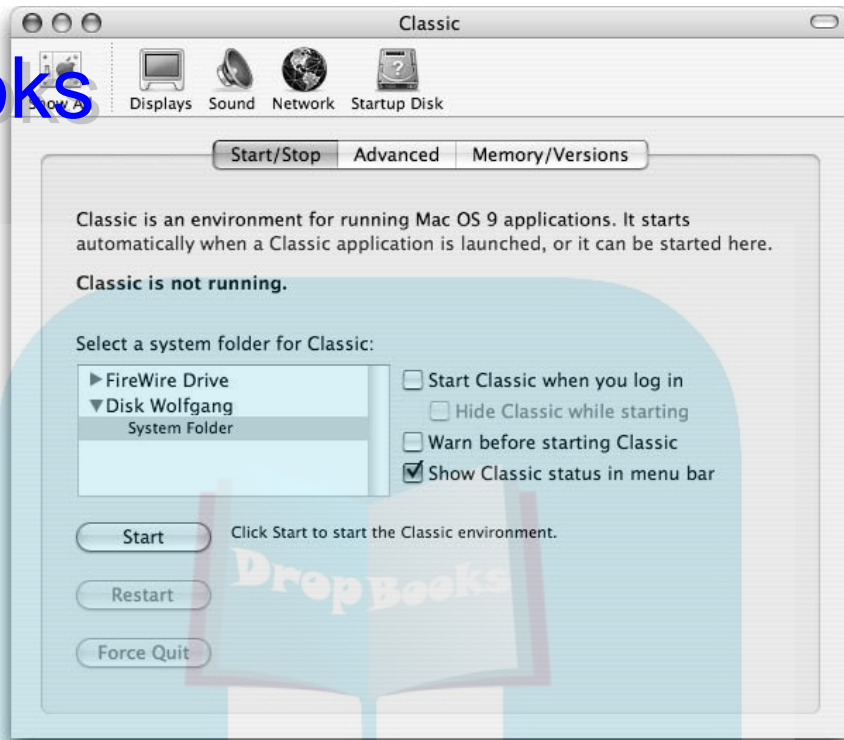 Classic
oks
Show All
Displays
Sound
Network
Startup Disk
Start/Stop
Advanced
Memory/Versions
Classic is an environment for running Mac OS 9 applications. It starts
automatically when a Classic application is launched, or it can be started here.
Classic is not running.
Select a system folder for Classic:
FireWire Drive
Disk Wolfgang
System Folder
Start Classic when you log in
Hide Classic while starting
Warn before starting Classic
Show Classic status in menu bar
Start
Click Start to start the Classic environment.
DropBooks
Restart
Force Quit